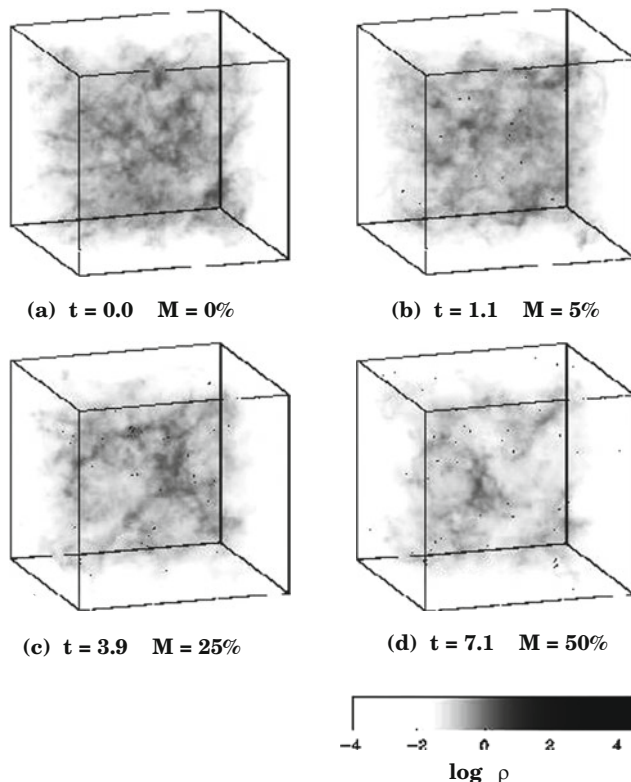 (a) t = 0.0 M = 0%
(b) t = 1.1 M = 5%
(c) t = 3.9 M = 25%
(d) t = 7.1 M = 50%
−4 −2 0 2 4
log ρ